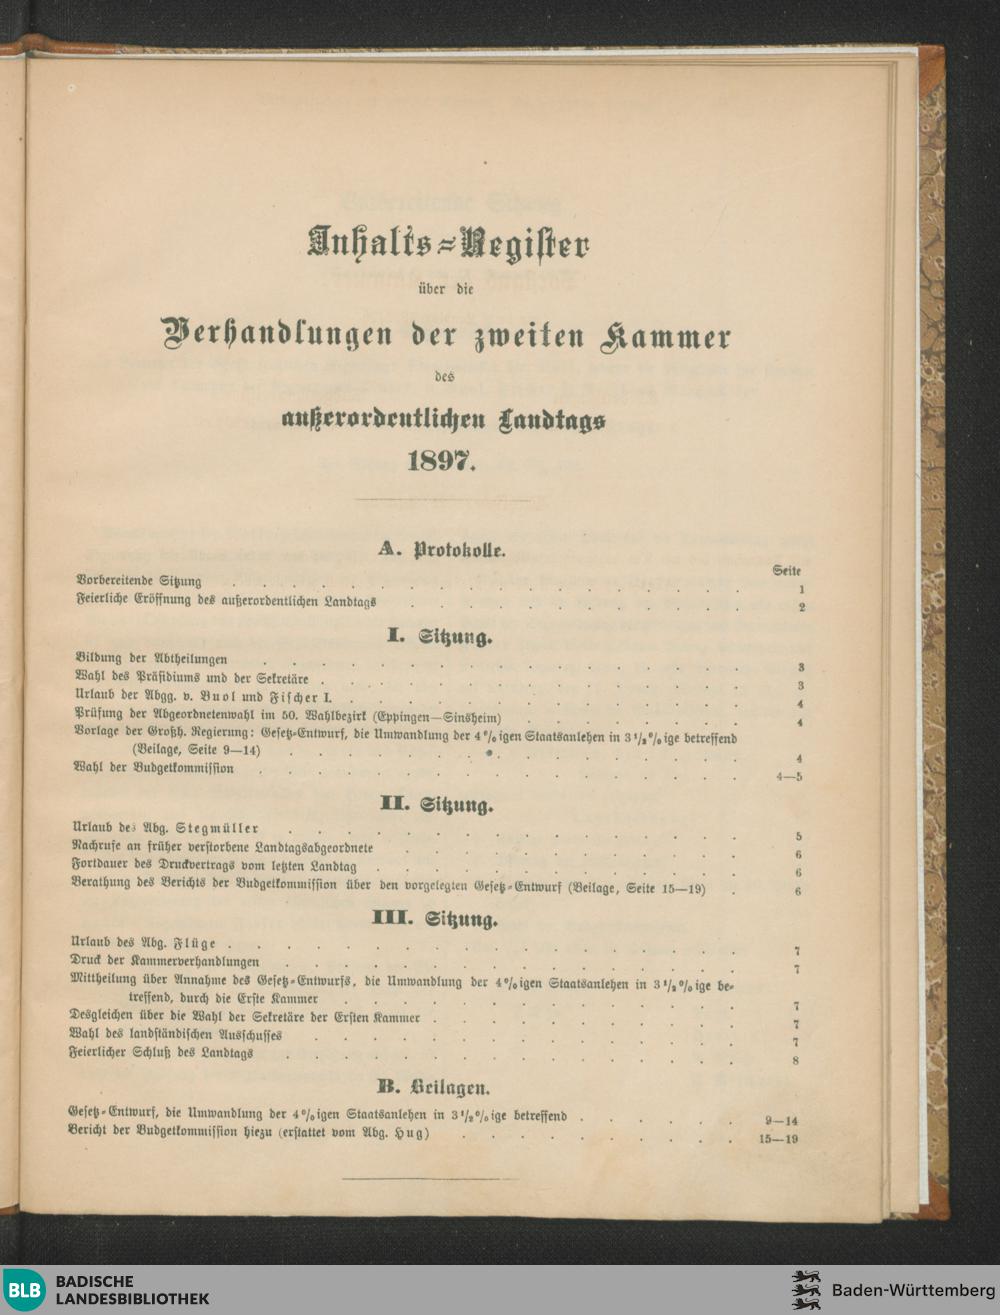 Inhalts-Register
über die
Verhandlungen der zweiten Kammer
des
außerordentlichen Landtags
1897.
A. Protokolle.
Seite
Vorbereitende Sitzung . . . . . . . . . . . . . . . . . . 1
Feierliche Eröffnung des außerordentlichen Landtags . . . . . . . . . . . . 2
I. Sitzung.
Bildung der Abtheilungen . . . . . . . . . . . . . . . . . 3
Wahl des Präsidiums und der Sekretäre . . . . . . . . . . . . . . . 3
Urlaub der Abgg. v. Buol und Fischer I. . . . . . . . . . . . . . . . 4
Prüfung der Abgeordnetenwahl im 50. Wahlbezirk (Eppingen—Sinsheim) . . . . . . . . 4
Vorlage der Großh. Regierung: Gesetz-Entwurf, die Umwandlung der 4%igen Staatsanlehen in 3 1/2%ige betreffend
(Beilage, Seite 9—14) . . . . . . . . . . . . . . . . 4
Wahl der Budgetkommission . . . . . . . . . . . . . . . . . 4—5
II. Sitzung.
Urlaub des Abg. Stegmüller . . . . . . . . . . . . . . . . 5
Nachrufe an früher verstorbene Landtagsabgeordnete . . . . . . . . . . . . 6
Fortdauer des Druckvertrags vom letzten Landtag . . . . . . . . . . . . . 6
Berathung des Berichts der Budgetkommission über den vorgelegten Gesetz-Entwurf (Beilage, Seite 15—19) . 6
III. Sitzung.
Urlaub des Abg. Flüge . . . . . . . . . . . . . . . . . . 7
Druck der Kammerverhandlungen . . . . . . . . . . . . . . . . 7
Mittheilung über Annahme des Gesetz-Entwurfs, die Umwandlung der 4%igen Staatsanlehen in 3 1/2%ige be-
treffend, durch die Erste Kammer . . . . . . . . . . . . . . 7
Desgleichen über die Wahl der Sekretäre der Ersten Kammer . . . . . . . . . . . 7
Wahl des landständischen Ausschusses . . . . . . . . . . . . . . . 7
Feierlicher Schluß des Landtags . . . . . . . . . . . . . . . . 8
B. Beilagen.
Gesetz-Entwurf, die Umwandlung der 4%igen Staatsanlehen in 3 1/2%ige betreffend . . . . . . 9—14
Bericht der Budgetkommission hiezu (erstattet vom Abg. Hug) . . . . . . . . . . 15—19
BLB BADISCHE
LANDESBIBLIOTHEK
Baden-Württemberg